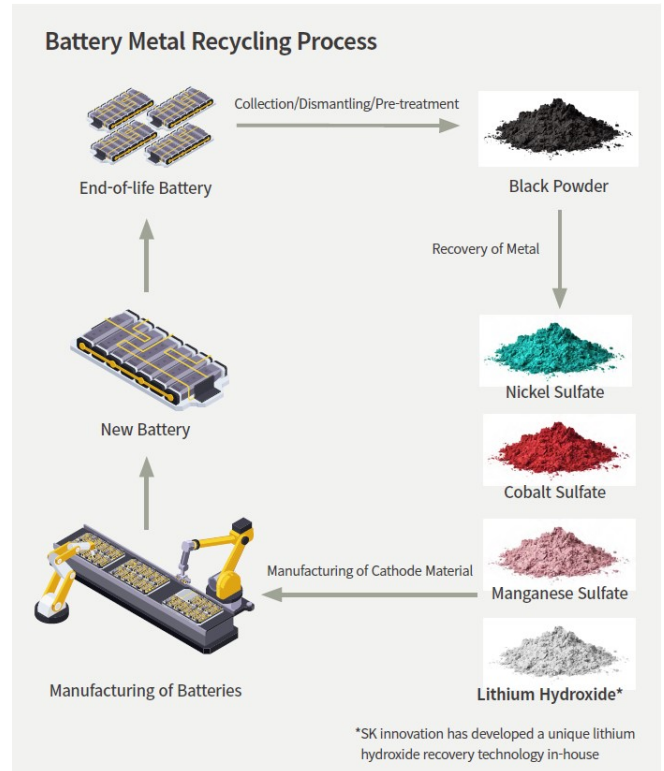 Battery Metal Recycling Process
Collection/Dismantling/Pre-treatment
End-of-life Battery
Black Powder
Recovery of Metal
Nickel Sulfate
New Battery
Cobalt Sulfate
Manufacturing of Cathode Material
Manganese Sulfate
Manufacturing of Batteries
Lithium Hydroxide*
*SK innovation has developed a unique lithium
hydroxide recovery technology in-house